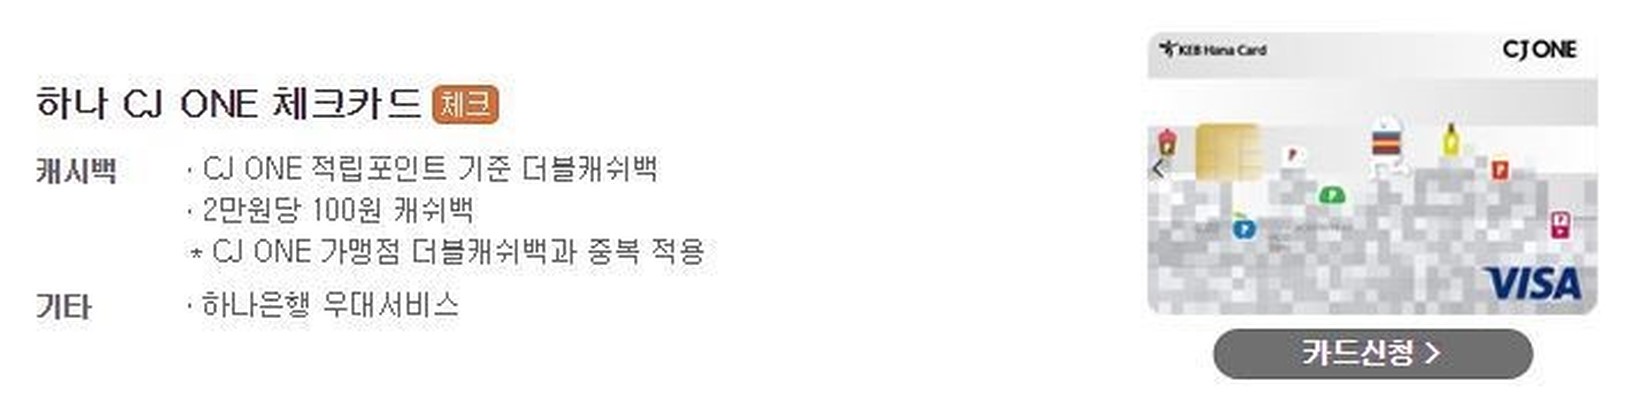 KEB Hana Card
CJ ONE
하나 CJ ONE 체크카드 체크
캐시백
· CJ ONE 적립포인트 기준 더블캐쉬백
· 2만원당 100원 캐쉬백
* CJ ONE 가맹점 더블캐쉬백과 중복 적용
기타
· 하나은행 우대서비스
P
P
P
P
P
VISA
카드신청 >